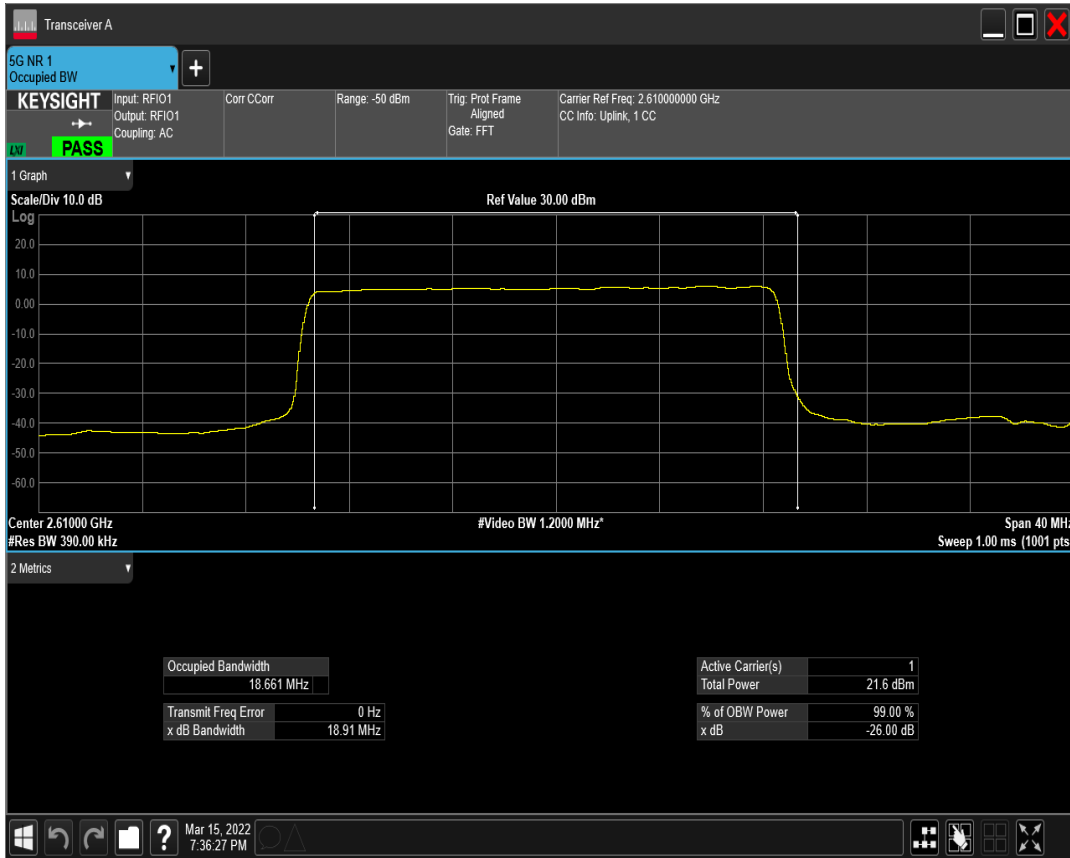 Transceiver A
5G NR 1
Occupied BW
KEYSIGHT
Input: RFIO1
Output: RFIO1
Coupling: AC
Corr CCorr
Range: -50 dBm
Trig: Prot Frame
Aligned
Gate: FFT
Carrier Ref Freq: 2.610000000 GHz
CC Info: Uplink, 1 CC
LXI
PASS
1 Graph
Scale/Div 10.0 dB
Ref Value 30.00 dBm
Log
20.0
10.0
0.00
-10.0
-20.0
-30.0
-40.0
-50.0
-60.0
Center 2.61000 GHz
#Video BW 1.2000 MHz*
Span 40 MHz
#Res BW 390.00 kHz
Sweep 1.00 ms (1001 pts
2 Metrics
Occupied Bandwidth
18.661 MHz
Transmit Freq Error 0 Hz
x dB Bandwidth 18.91 MHz
Active Carrier(s) 1
Total Power 21.6 dBm
% of OBW Power 99.00 %
x dB -26.00 dB
?
Mar 15, 2022
7:36:27 PM